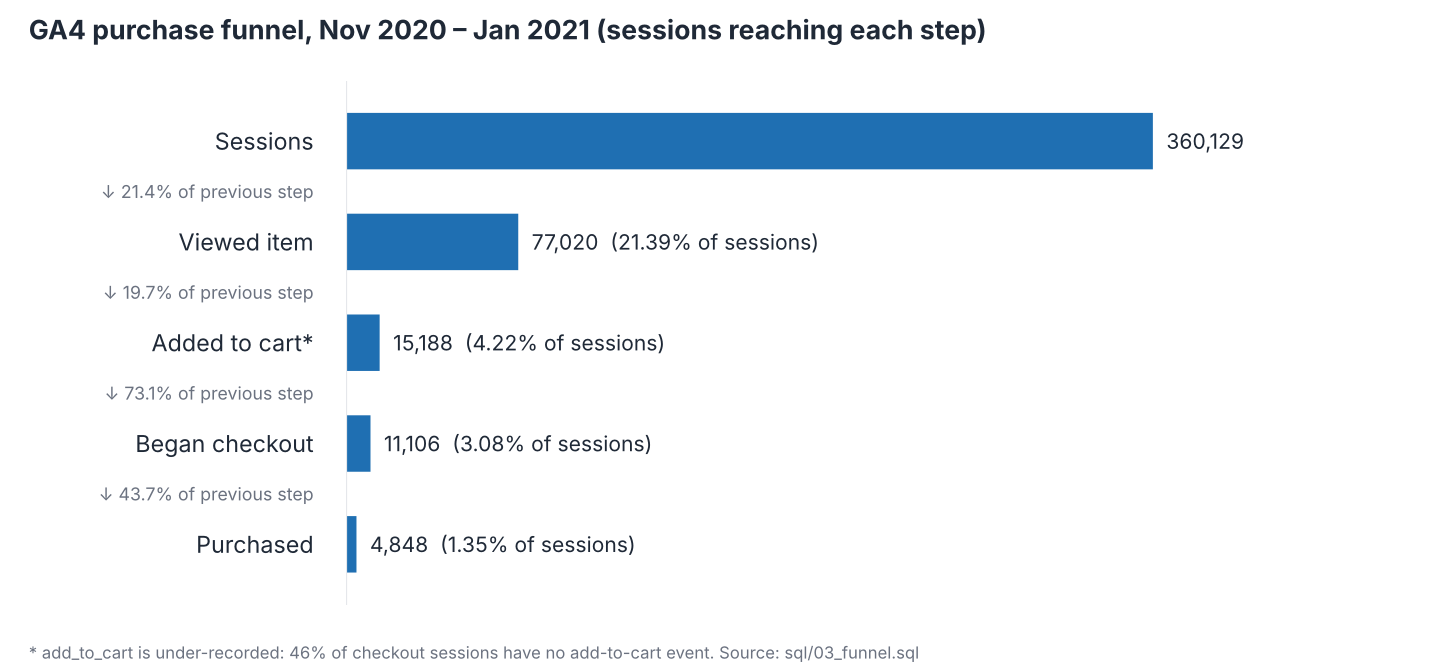 GA4 purchase funnel, Nov 2020 – Jan 2021 (sessions reaching each step)
Sessions 360,129
↓ 21.4% of previous step
Viewed item 77,020 (21.39% of sessions)
↓ 19.7% of previous step
Added to cart* 15,188 (4.22% of sessions)
↓ 73.1% of previous step
Began checkout 11,106 (3.08% of sessions)
↓ 43.7% of previous step
Purchased 4,848 (1.35% of sessions)
* add_to_cart is under-recorded: 46% of checkout sessions have no add-to-cart event. Source: sql/03_funnel.sql